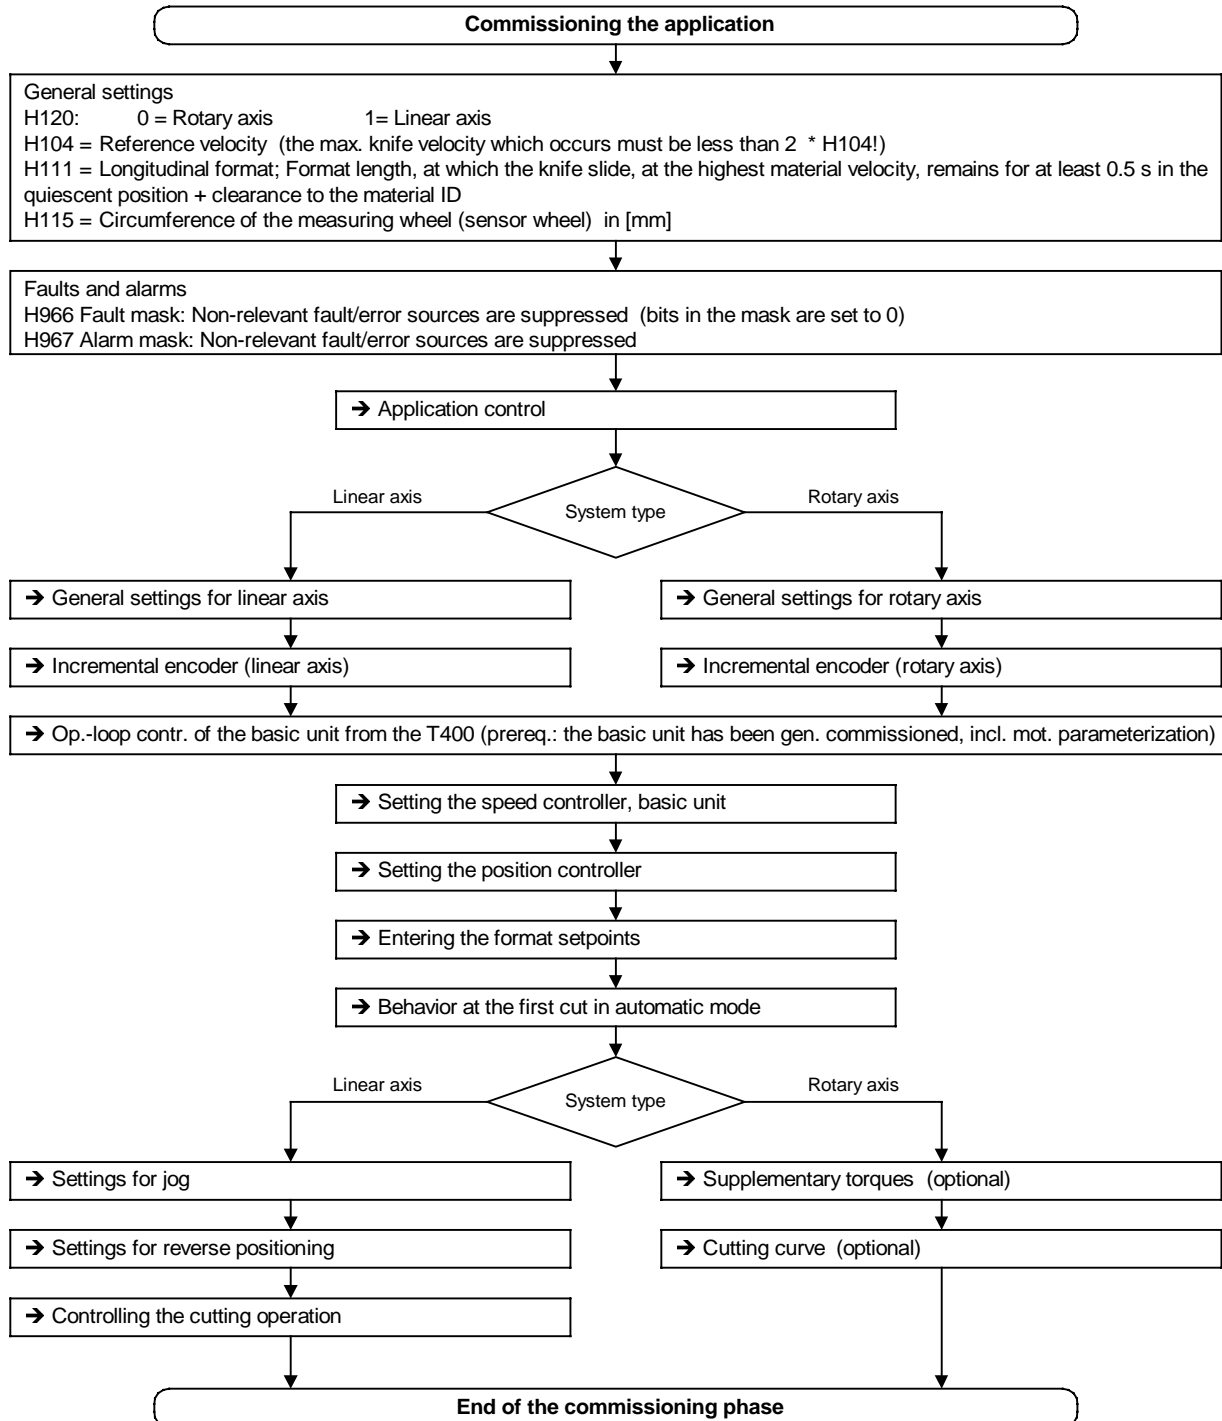 Commissioning the application
General settings
H120: 0 = Rotary axis 1= Linear axis
H104 = Reference velocity (the max. knife velocity which occurs must be less than 2 * H104!)
H111 = Longitudinal format; Format length, at which the knife slide, at the highest material velocity, remains for at least 0.5 s in the
quiescent position + clearance to the material ID
H115 = Circumference of the measuring wheel (sensor wheel) in [mm]
Faults and alarms
H966 Fault mask: Non-relevant fault/error sources are suppressed (bits in the mask are set to 0)
H967 Alarm mask: Non-relevant fault/error sources are suppressed
➔ Application control
Linear axis
System type
Rotary axis
➔ General settings for linear axis
➔ General settings for rotary axis
➔ Incremental encoder (linear axis)
➔ Incremental encoder (rotary axis)
➔ Op.-loop contr. of the basic unit from the T400 (prereq.: the basic unit has been gen. commissioned, incl. mot. parameterization)
➔ Setting the speed controller, basic unit
➔ Setting the position controller
➔ Entering the format setpoints
➔ Behavior at the first cut in automatic mode
Linear axis
System type
Rotary axis
➔ Settings for jog
➔ Supplementary torques (optional)
➔ Settings for reverse positioning
➔ Cutting curve (optional)
➔ Controlling the cutting operation
End of the commissioning phase